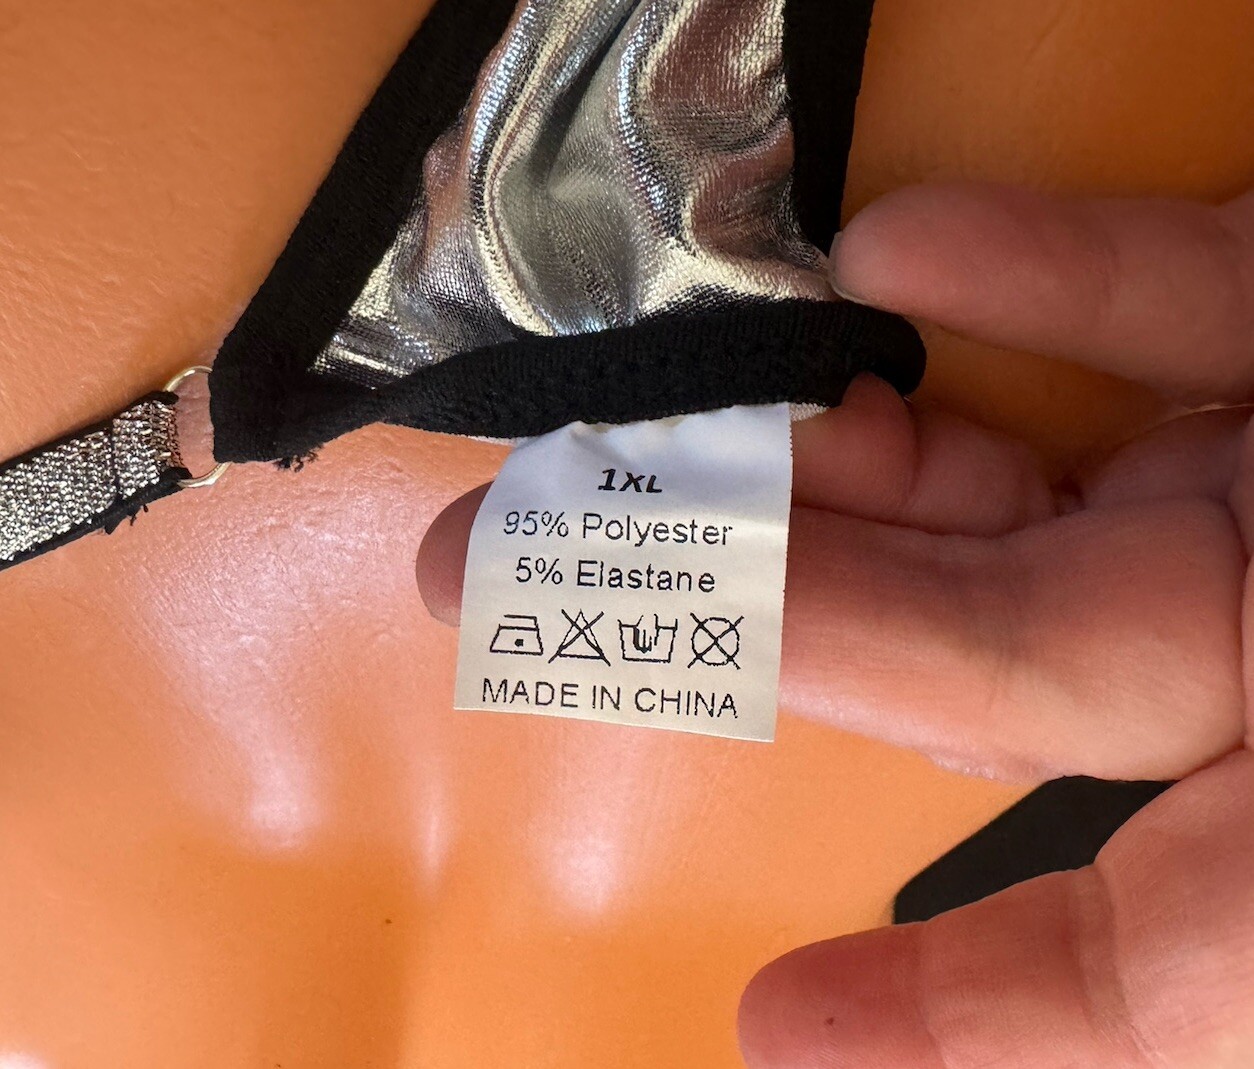 1XL
95% Polyester
5% Elastane
MADE IN CHINA